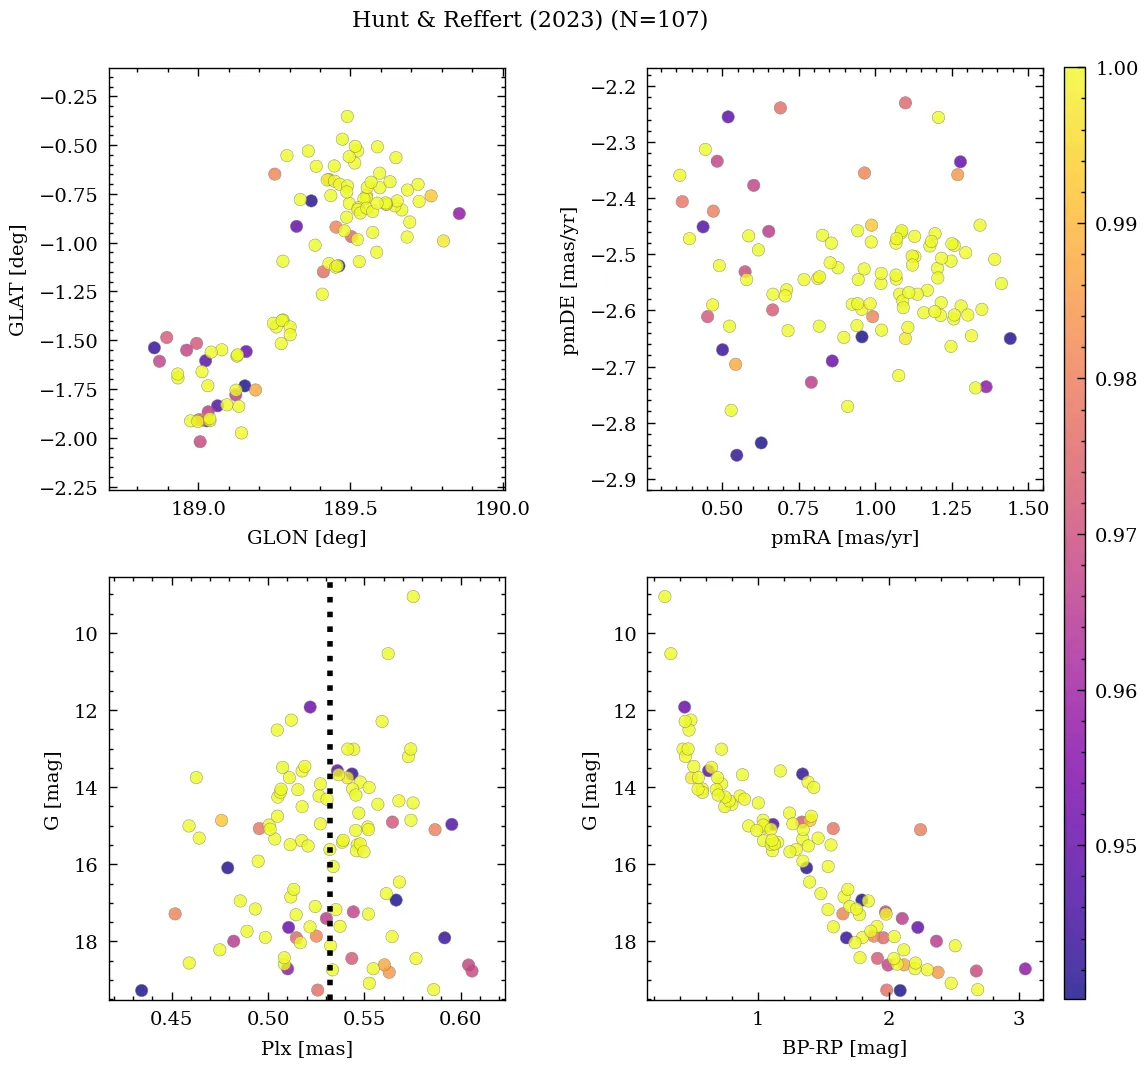 Hunt & Reffert (2023) (N=107)
−0.25
−0.50
−0.75
−1.00
−1.25
−1.50
−1.75
−2.00
−2.25
GLAT [deg]
189.0 189.5 190.0
GLON [deg]
−2.2
−2.3
−2.4
−2.5
−2.6
−2.7
−2.8
−2.9
pmDE [mas/yr]
0.50 0.75 1.00 1.25 1.50
pmRA [mas/yr]
10
12
14
16
18
G [mag]
0.45 0.50 0.55 0.60
Plx [mas]
10
12
14
16
18
G [mag]
1 2 3
BP-RP [mag]
1.00
0.99
0.98
0.97
0.96
0.95